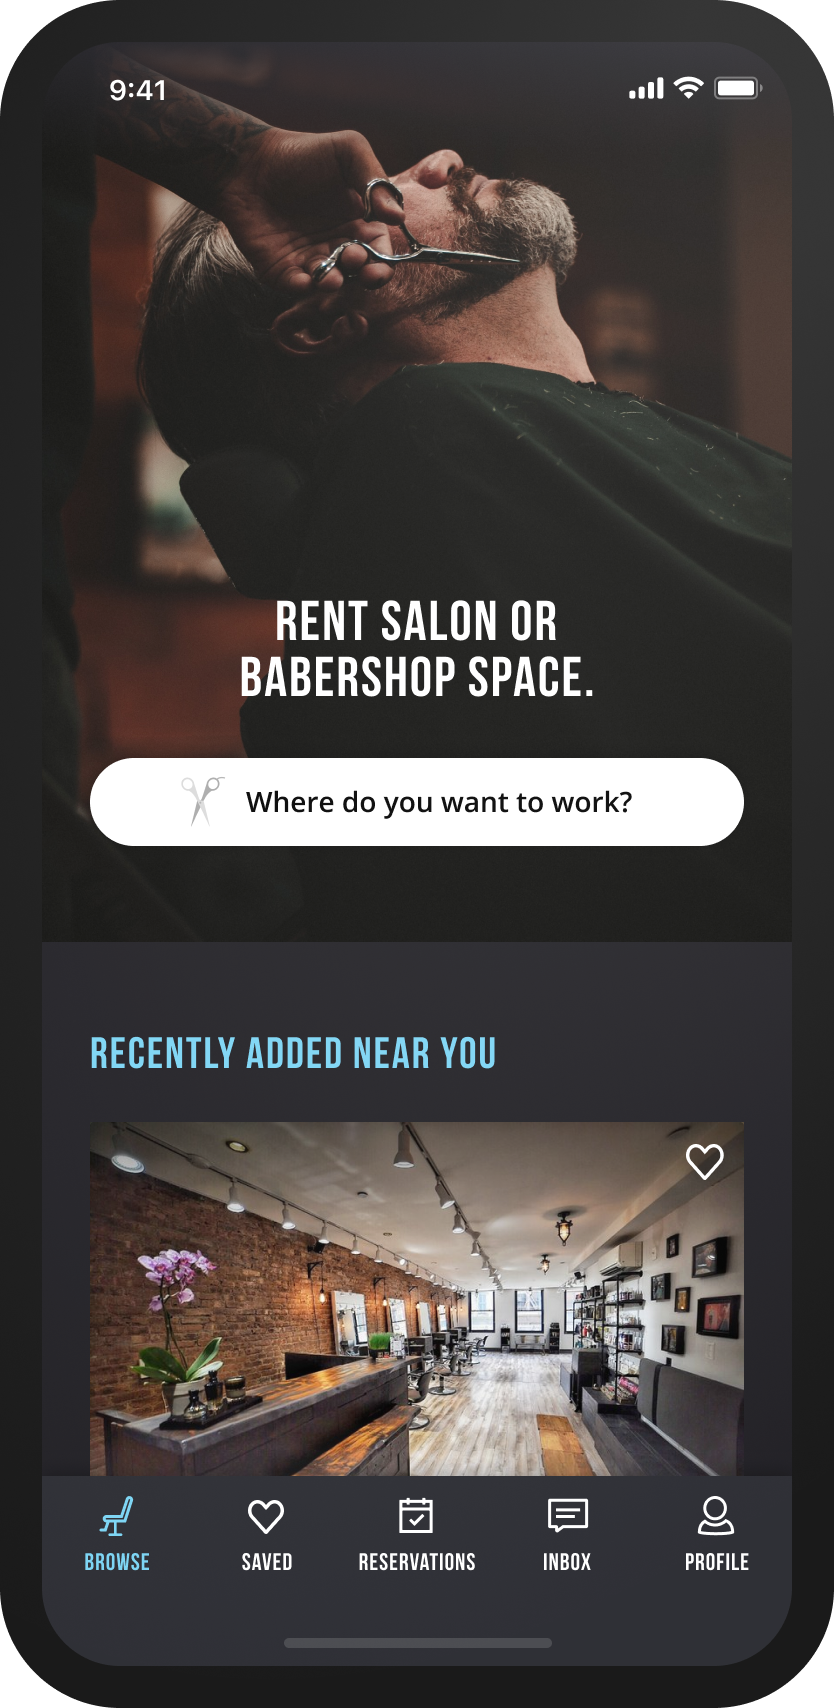 9:41
RENT SALON OR
BABERSHOP SPACE.
Where do you want to work?
RECENTLY ADDED NEAR YOU
BROWSE SAVED RESERVATIONS INBOX PROFILE